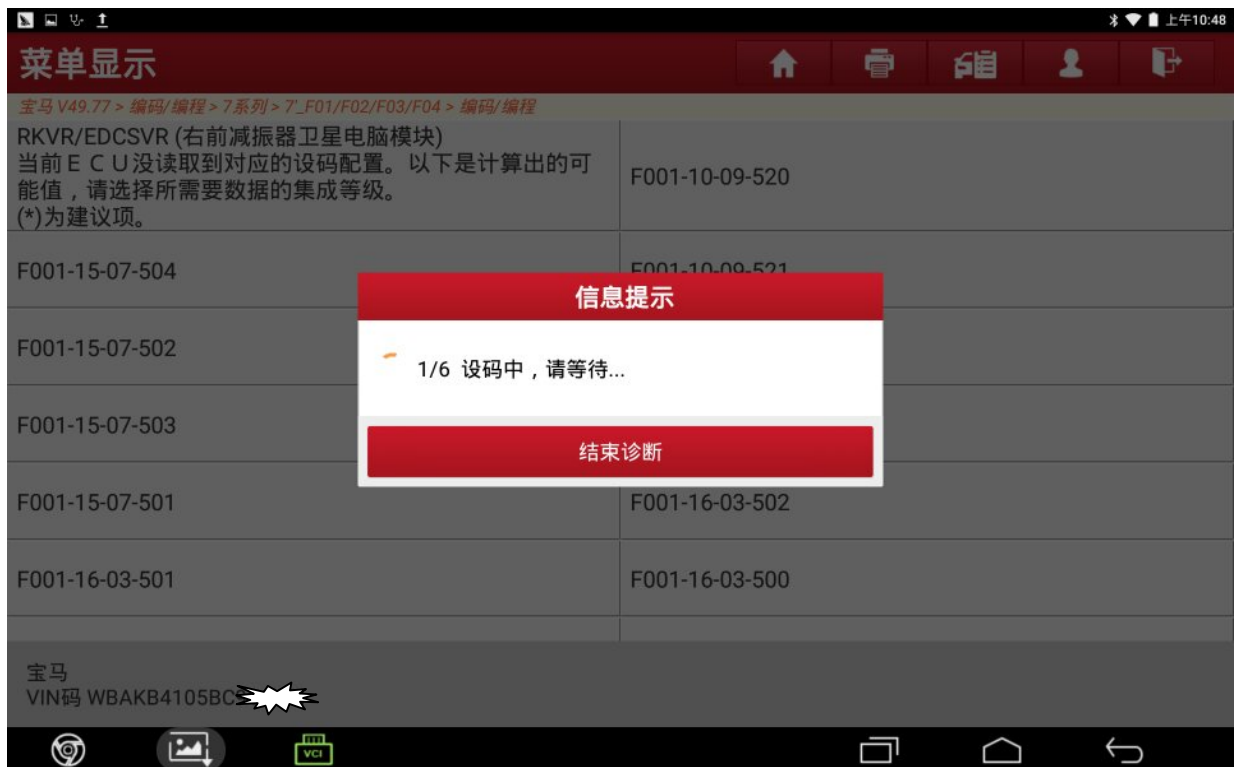 上午10:48
菜单显示
宝马 V49.77 > 编码/编程 > 7系列 > 7'_F01/F02/F03/F04 > 编码/编程
RKVR/EDCSVR (右前减振器卫星电脑模块)
当前ＥＣＵ没读取到对应的设码配置。以下是计算出的可
能值，请选择所需要数据的集成等级。
(*)为建议项。
F001-10-09-520
F001-15-07-504
F001-10-09-521
信息提示
F001-15-07-502
1/6 设码中，请等待...
F001-15-07-503
结束诊断
F001-15-07-501
F001-16-03-502
F001-16-03-501
F001-16-03-500
宝马
VIN码 WBAKB4105BC
VCI